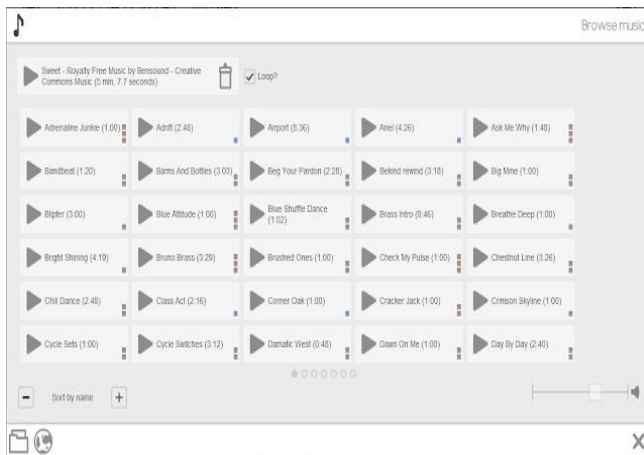 Browse music
Sweet - Royalty Free Music by Bensound - Creative
Commons Music (5 min, 7.7 seconds)
Loop?
Adrenaline Junkie (1:00)
Adrift (2:48)
Airport (8:36)
Anel (4:26)
Ask Me Why (1:48)
Bandbeat (1:20)
Barns And Bottles (3:03)
Beg Your Pardon (2:28)
Bekind rewind (3:18)
Big Mine (1:00)
Blipter (3:00)
Blue Attitude (1:00)
Blue Shuffle Dance
(1:02)
Brass Intro (0:46)
Breathe Deep (1:00)
Bright Shining (4:19)
Bruno Brass (3:29)
Brushed Ones (1:00)
Check My Pulse (1:00)
Chestnut Line (3:26)
Chili Dance (2:48)
Class Act (2:16)
Corner Oak (1:00)
Cracker Jack (1:00)
Crimson Skyline (1:00)
Cycle Sets (1:00)
Cycle Switches (3:12)
Damatic West (0:48)
Dawn On Me (1:00)
Day By Day (2:40)
Sort by name